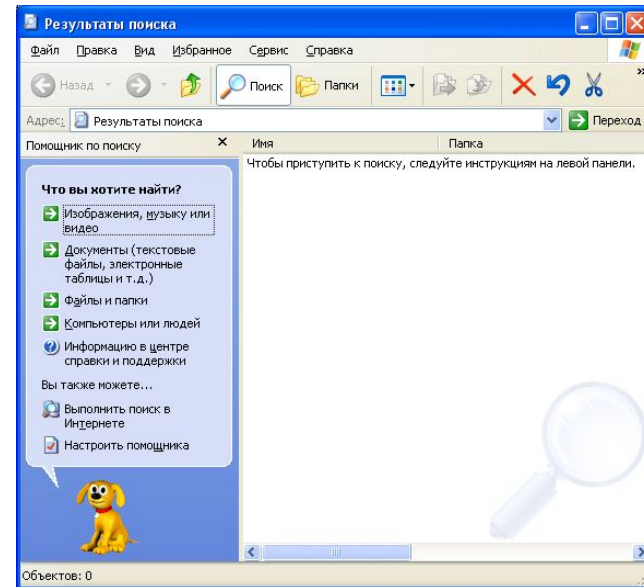 Результаты поиска
Файл Правка Вид Избранное Сервис Справка
Назад Поиск Папки »
Адрес: Результаты поиска Переход
Помощник по поиску Имя Папка
Чтобы приступить к поиску, следуйте инструкциям на левой панели.
Что вы хотите найти?
Изображения, музыку или
видео
Документы (текстовые
файлы, электронные
таблицы и т.д.)
Файлы и папки
Компьютеры или людей
Информацию в центре
справки и поддержки
Вы также можете...
Выполнить поиск в
Интернете
Настроить помощника
Объектов: 0